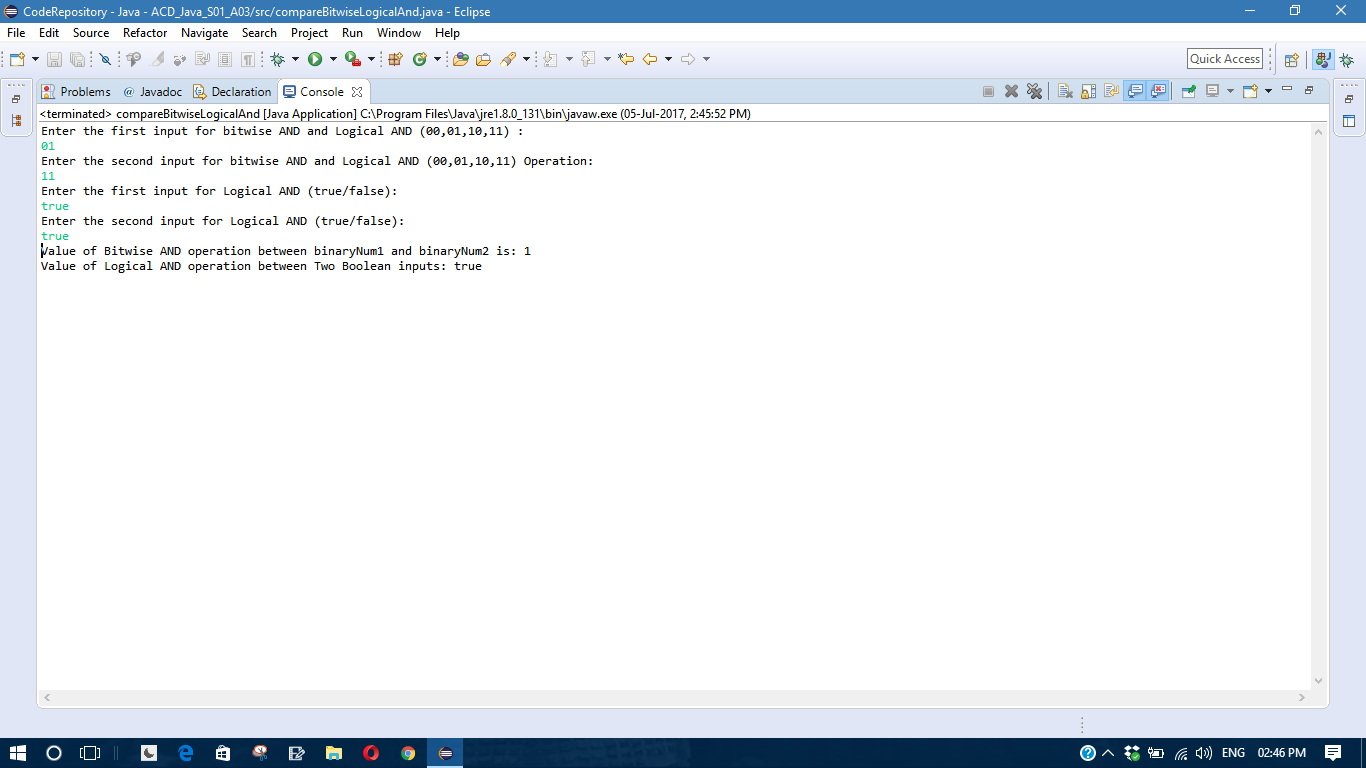 CodeRepository - Java - ACD_Java_S01_A03/src/compareBitwiseLogicalAnd.java - Eclipse
File Edit Source Refactor Navigate Search Project Run Window Help
Quick Access
Problems @ Javadoc Declaration Console
<terminated> compareBitwiseLogicalAnd [Java Application] C:\Program Files\Java\jre1.8.0_131\bin\javaw.exe (05-Jul-2017, 2:45:52 PM)
Enter the first input for bitwise AND and Logical AND (00,01,10,11) :
01
Enter the second input for bitwise AND and Logical AND (00,01,10,11) Operation:
11
Enter the first input for Logical AND (true/false):
true
Enter the second input for Logical AND (true/false):
true
Value of Bitwise AND operation between binaryNum1 and binaryNum2 is: 1
Value of Logical AND operation between Two Boolean inputs: true
ENG 02:46 PM